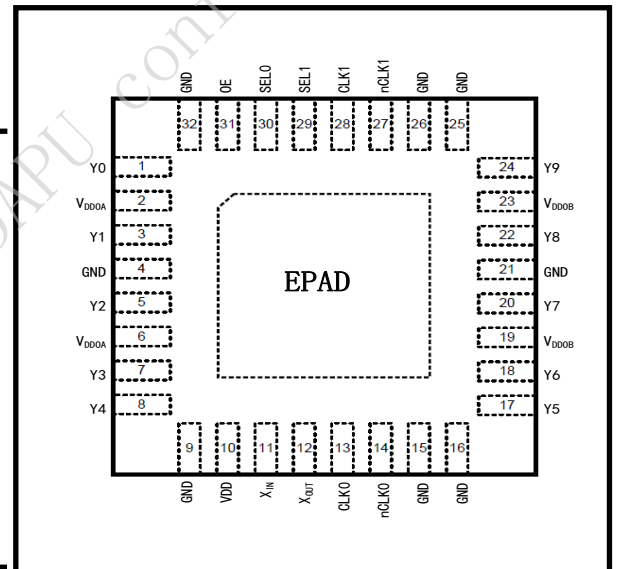 DAPU con
GND OE SEL0 SEL1 CLK1 nCLK1 GND GND
32 31 30 29 28 27 26 25
Y0 1 24 Y9
VDDOA 2 23 VDDOB
Y1 3 22 Y8
GND 4 21 GND
EPAD
Y2 5 20 Y7
VDDOA 6 19 VDDOB
Y3 7 18 Y6
Y4 8 17 Y5
9 10 11 12 13 14 15 16
GND VDD XIN XOUT CLK0 nCLK0 GND GND